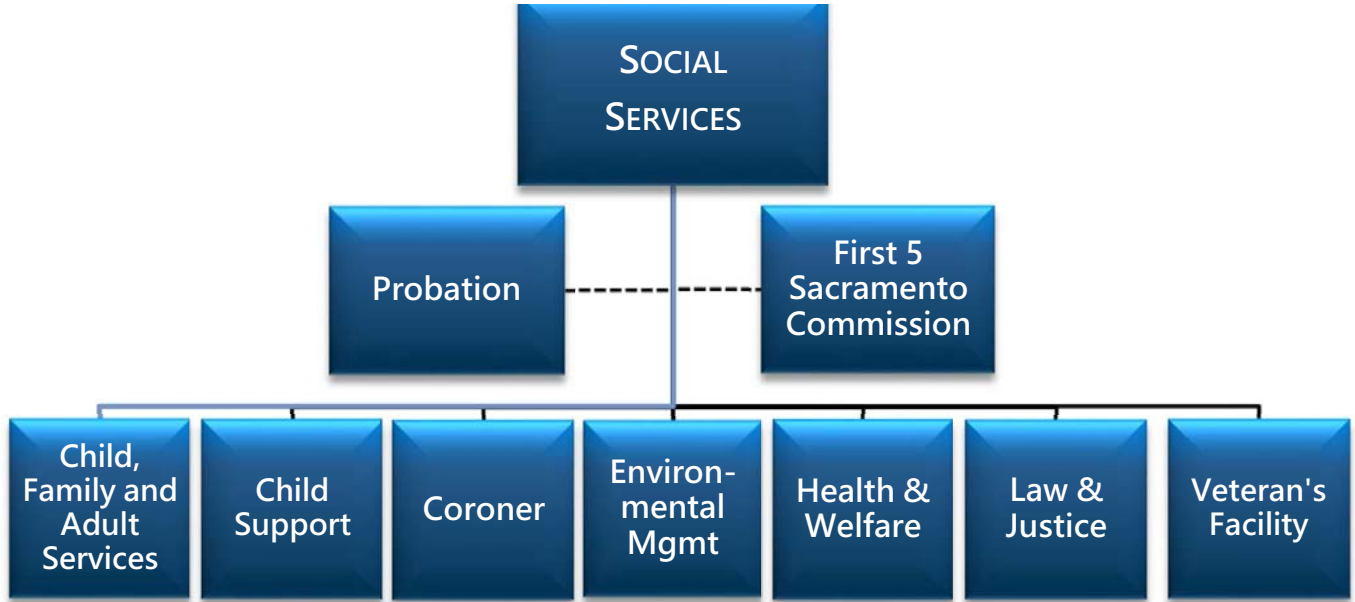 SOCIAL
SERVICES
Probation
First 5
Sacramento
Commission
Child,
Family and
Adult
Services
Child
Support
Coroner
Environ-
mental
Mgmt
Health &
Welfare
Law &
Justice
Veteran's
Facility